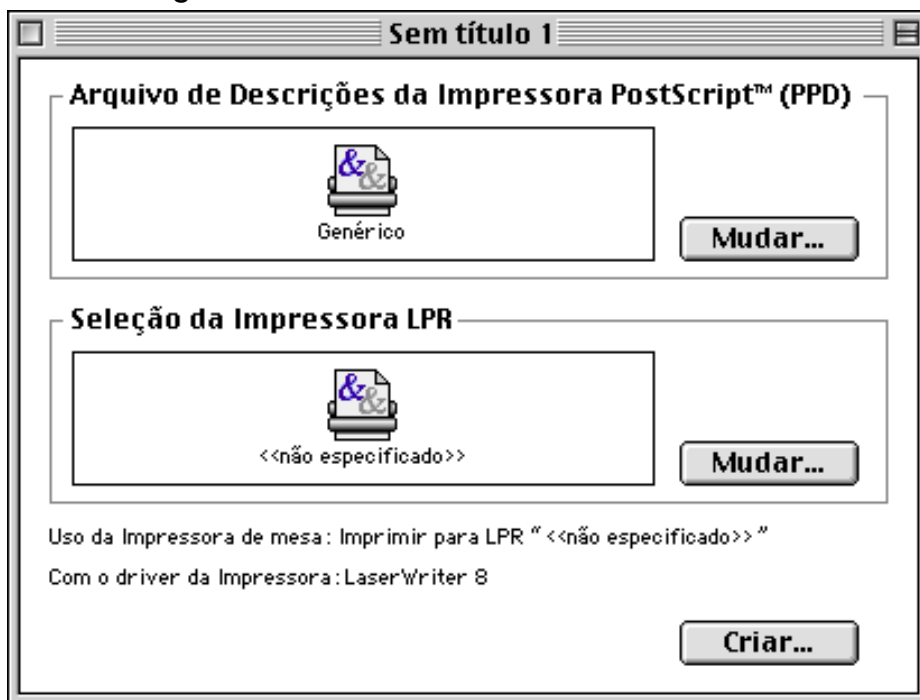 Sem título 1
Arquivo de Descrições da Impressora PostScript™ (PPD)
Genérico
Mudar...
Seleção da Impressora LPR
<<não especificado>>
Mudar...
Uso da Impressora de mesa: Imprimir para LPR “<<não especificado>>”
Com o driver da Impressora:LaserWriter 8
Criar...